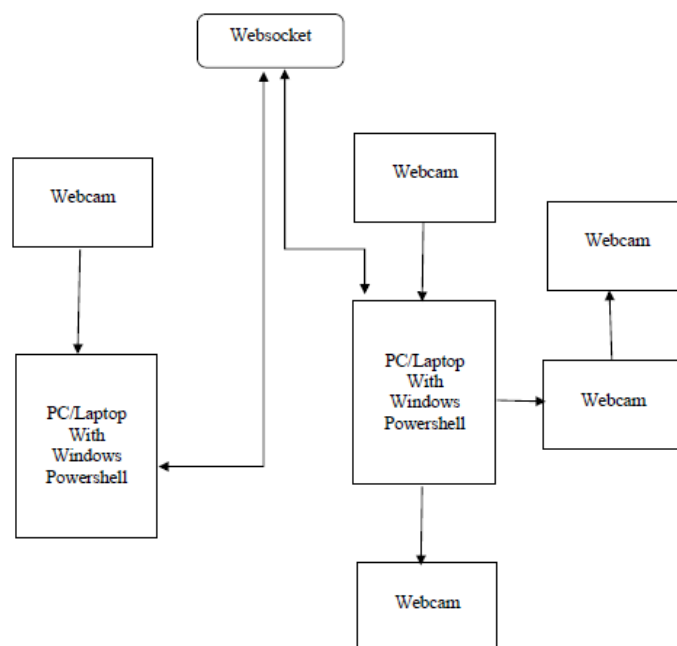 Websocket
Webcam
Webcam
Webcam
PC/Laptop
With
Windows
Powershell
PC/Laptop
With
Windows
Powershell
Webcam
Webcam